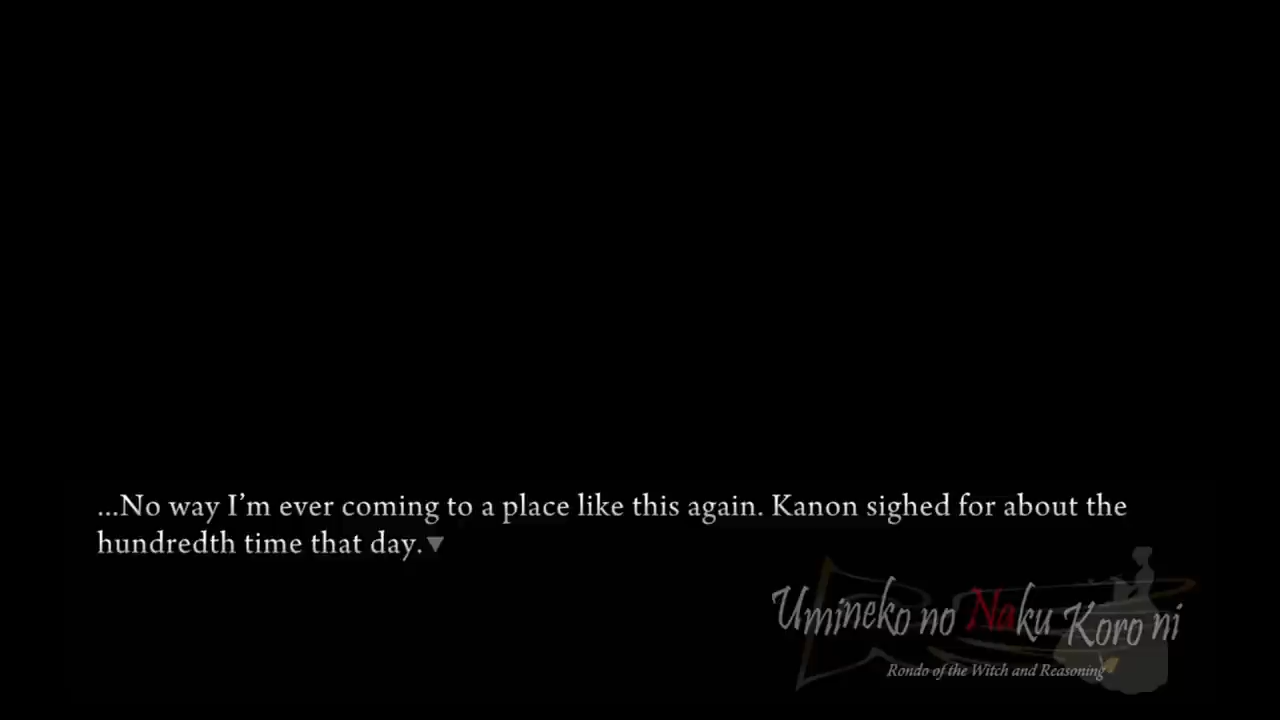 ...No way I'm ever coming to a place like this again. Kanon sighed for about the
hundredth time that day.
Umineko no Naku Koro ni
Rondo of the Witch and Reasoning